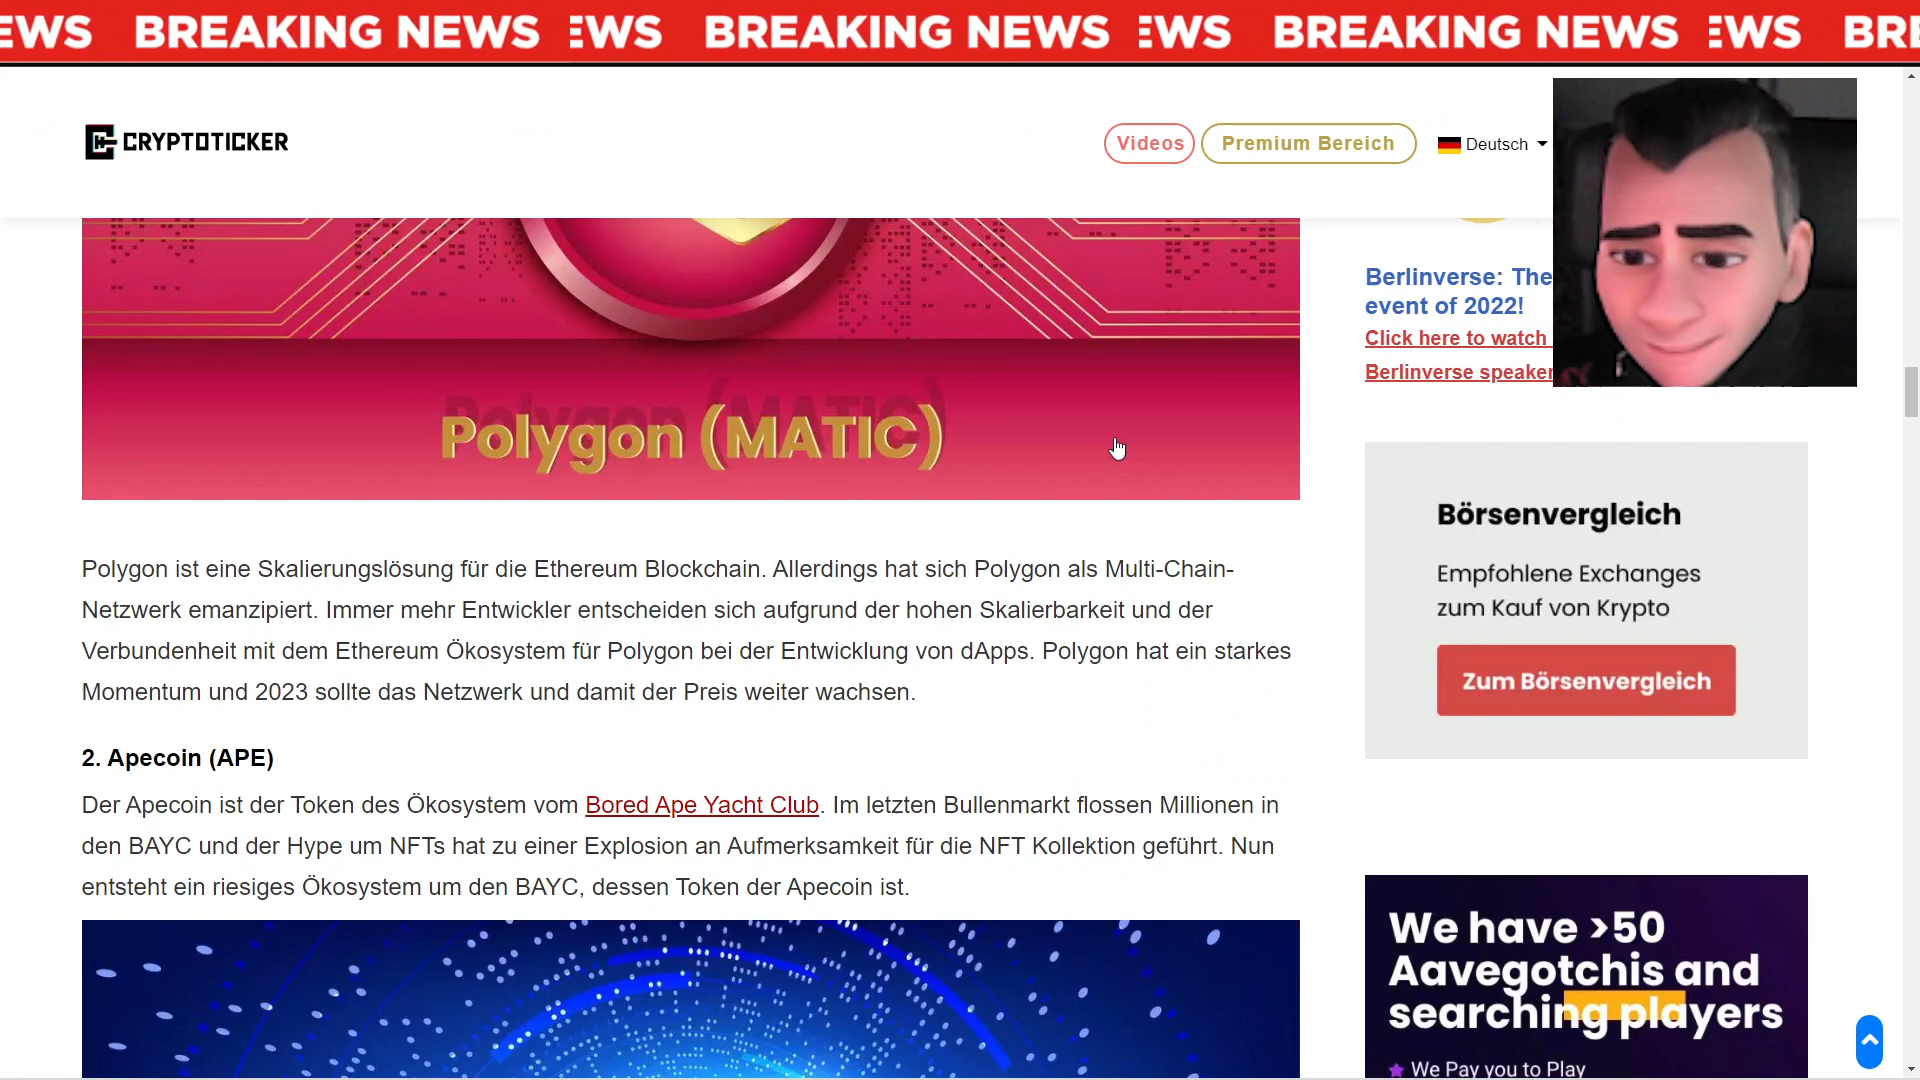 EWS BREAKING NEWS EWS BREAKING NEWS EWS BREAKING NEWS EWS BRE
CRYPTOTICKER
Videos
Premium Bereich
Deutsch
Berlinverse: The
event of 2022!
Click here to watch
Berlinverse speaker
Polygon (MATIC)
Polygon ist eine Skalierungslösung für die Ethereum Blockchain. Allerdings hat sich Polygon als Multi-Chain-
Netzwerk emanzipiert. Immer mehr Entwickler entscheiden sich aufgrund der hohen Skalierbarkeit und der
Verbundenheit mit dem Ethereum Ökosystem für Polygon bei der Entwicklung von dApps. Polygon hat ein starkes
Momentum und 2023 sollte das Netzwerk und damit der Preis weiter wachsen.
2. Apecoin (APE)
Der Apecoin ist der Token des Ökosystem vom Bored Ape Yacht Club. Im letzten Bullenmarkt flossen Millionen in
den BAYC und der Hype um NFTs hat zu einer Explosion an Aufmerksamkeit für die NFT Kollektion geführt. Nun
entsteht ein riesiges Ökosystem um den BAYC, dessen Token der Apecoin ist.
Börsenvergleich
Empfohlene Exchanges
zum Kauf von Krypto
Zum Börsenvergleich
We have >50
Aavegotchis and
searching players
We Pay you to Play